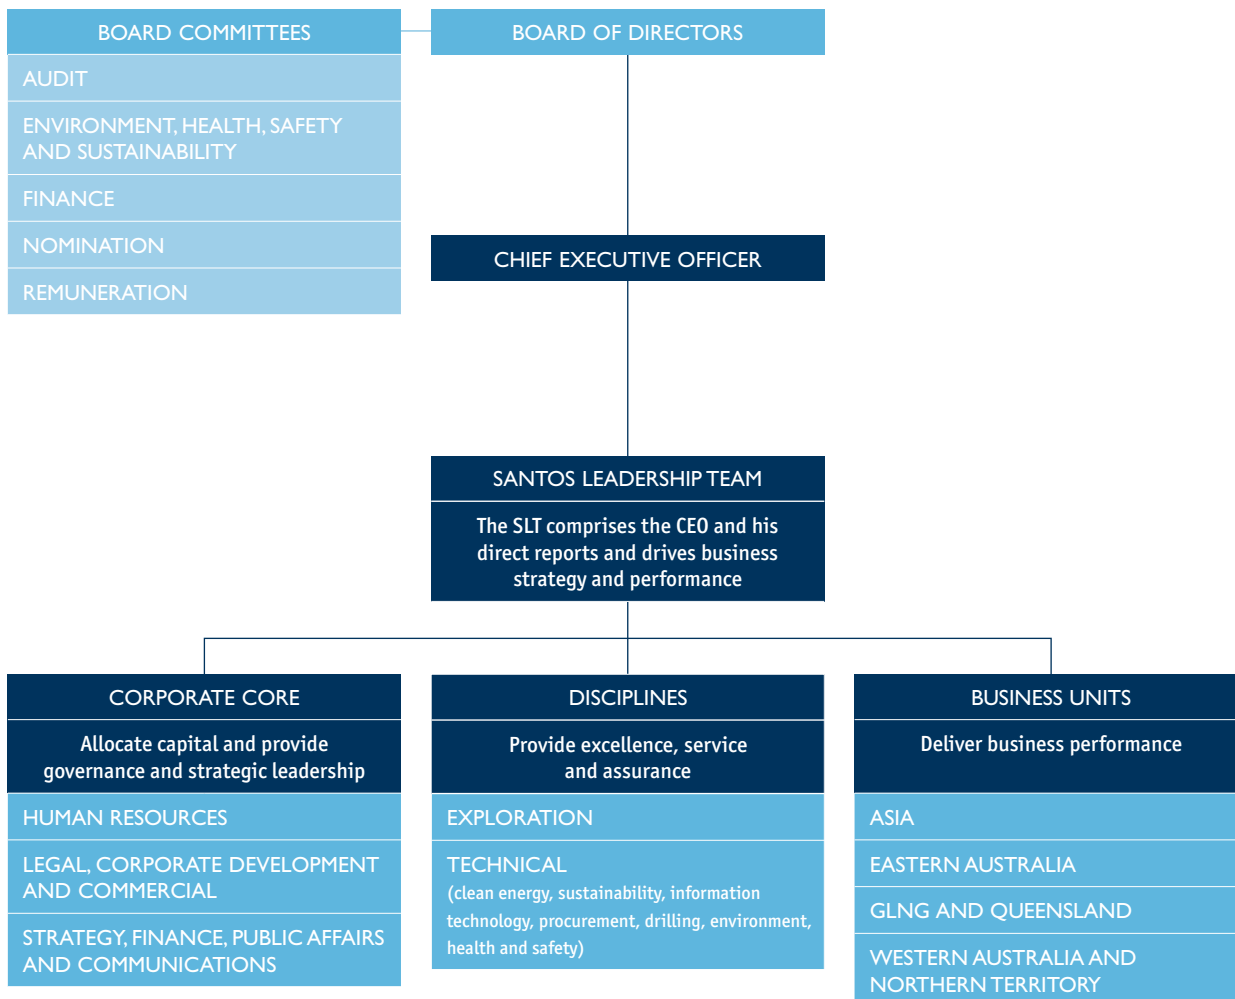 BOARD COMMITTEES
AUDIT
ENVIRONMENT, HEALTH, SAFETY
AND SUSTAINABILITY
FINANCE
NOMINATION
REMUNERATION
BOARD OF DIRECTORS
CHIEF EXECUTIVE OFFICER
SANTOS LEADERSHIP TEAM
The SLT comprises the CEO and his
direct reports and drives business
strategy and performance
CORPORATE CORE
Allocate capital and provide
governance and strategic leadership
HUMAN RESOURCES
LEGAL, CORPORATE DEVELOPMENT
AND COMMERCIAL
STRATEGY, FINANCE, PUBLIC AFFAIRS
AND COMMUNICATIONS
DISCIPLINES
Provide excellence, service
and assurance
EXPLORATION
TECHNICAL
(clean energy, sustainability, information
technology, procurement, drilling, environment,
health and safety)
BUSINESS UNITS
Deliver business performance
ASIA
EASTERN AUSTRALIA
GLNG AND QUEENSLAND
WESTERN AUSTRALIA AND
NORTHERN TERRITORY